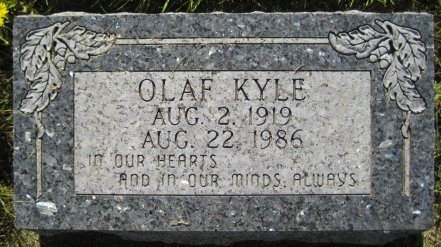 OLAF KYLE
AUG. 2, 1919
AUG. 22, 1986
IN OUR HEARTS
AND IN OUR MINDS, ALWAYS